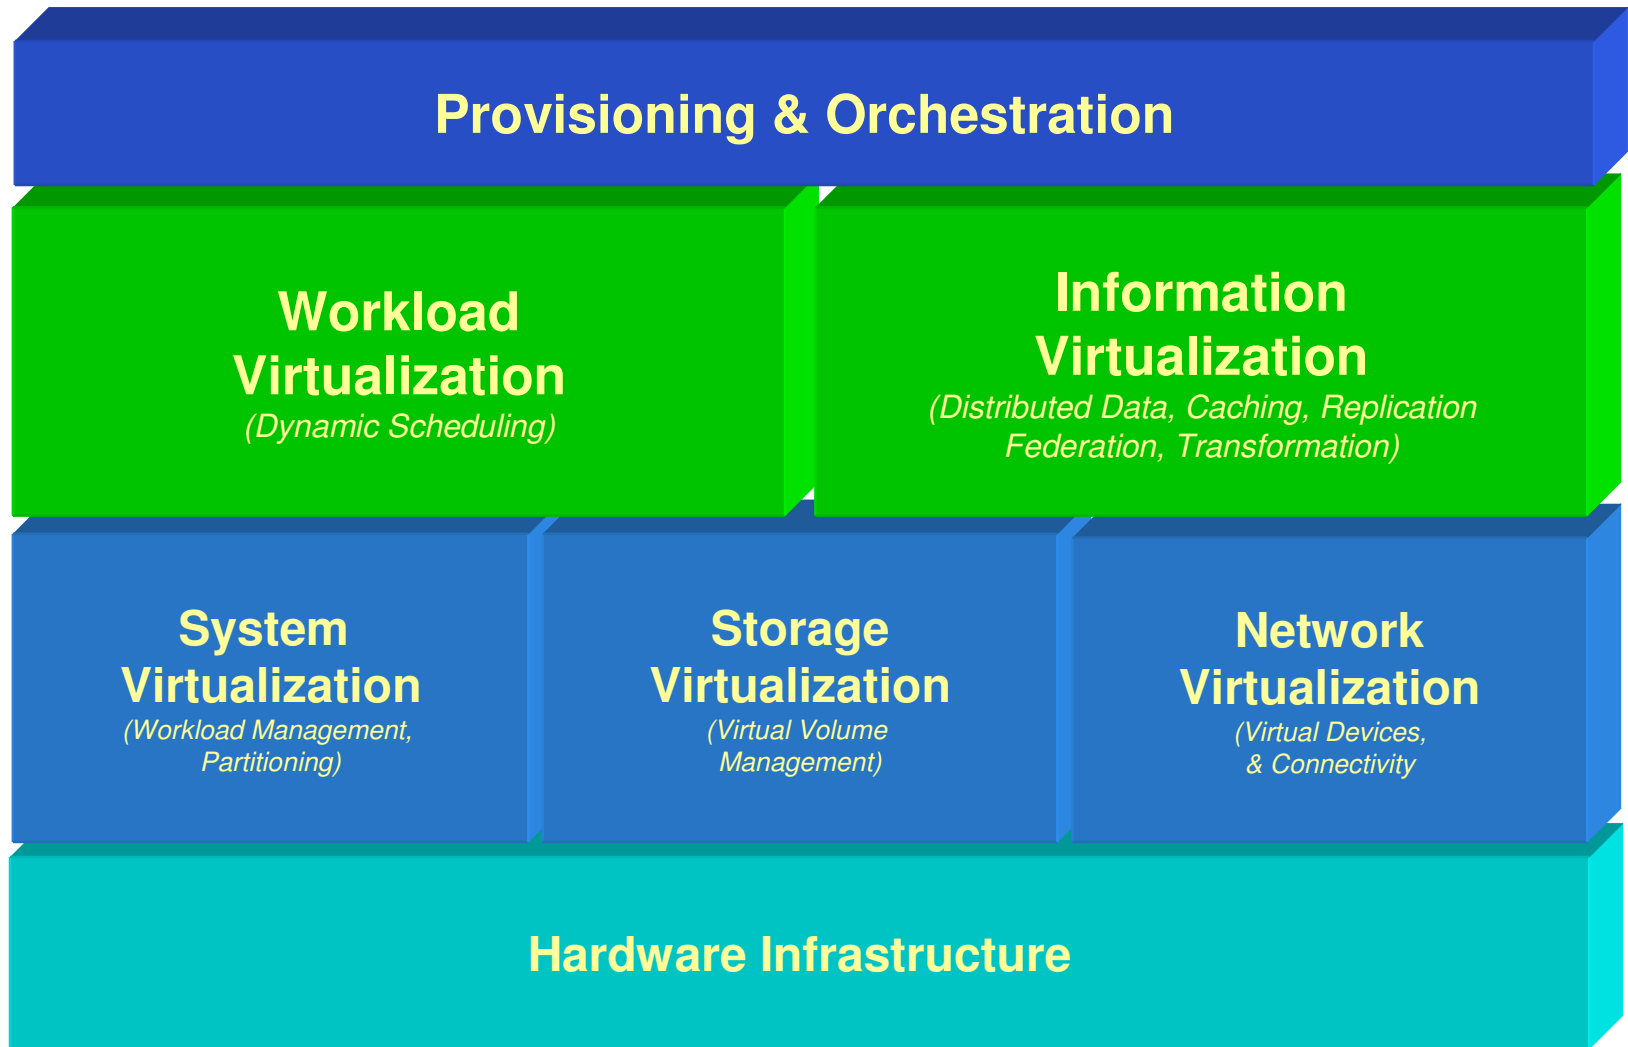 Provisioning & Orchestration
Workload
Virtualization
(Dynamic Scheduling)
Information
Virtualization
(Distributed Data, Caching, Replication
Federation, Transformation)
System
Virtualization
(Workload Management,
Partitioning)
Storage
Virtualization
(Virtual Volume
Management)
Network
Virtualization
(Virtual Devices,
& Connectivity
Hardware Infrastructure